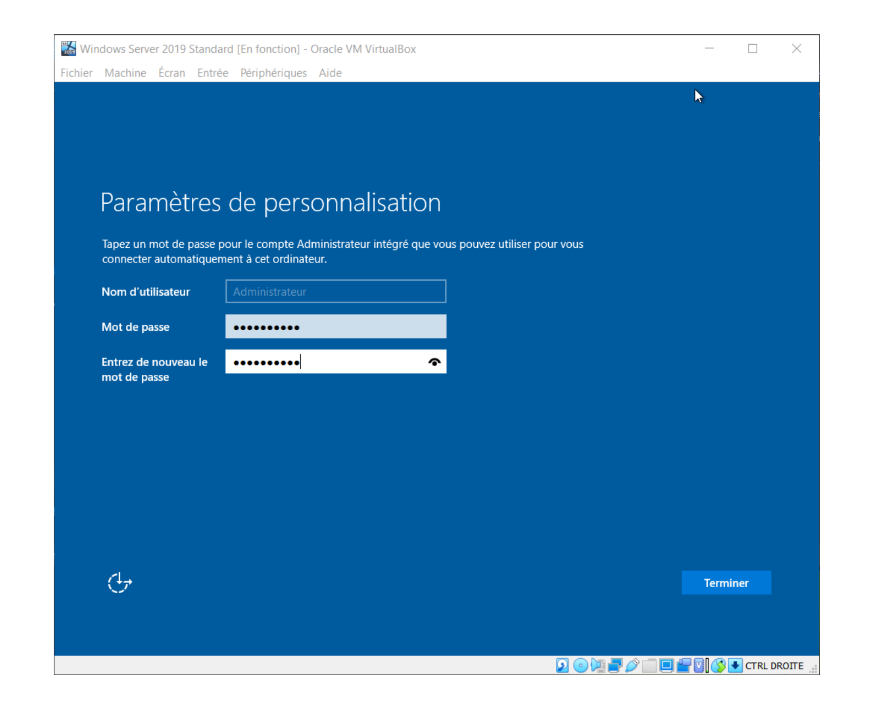 Windows Server 2019 Standard [En fonction] - Oracle VM VirtualBox
Fichier Machine Écran Entrée Périphériques Aide
Paramètres de personnalisation
Tapez un mot de passe pour le compte Administrateur intégré que vous pouvez utiliser pour vous
connecter automatiquement à cet ordinateur.
Nom d'utilisateur Administrateur
Mot de passe ●●●●●●●●●●
Entrez de nouveau le ●●●●●●●●●●
mot de passe
Terminer
CTRL DROITE